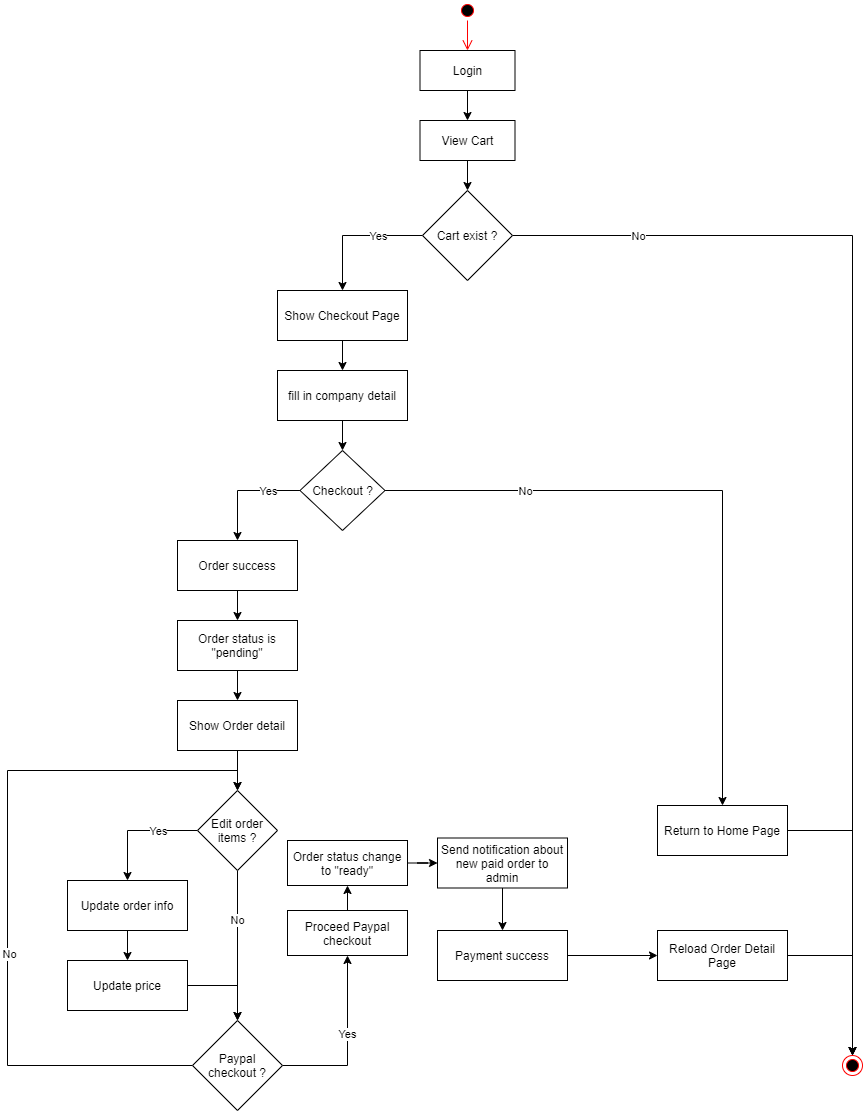 Login
View Cart
Cart exist ?
Yes
No
Show Checkout Page
fill in company detail
Checkout ?
Yes
No
Order success
Order status is
"pending"
Show Order detail
Edit order
items ?
Yes
No
Update order info
Update price
No
Paypal
checkout ?
Yes
Proceed Paypal
checkout
Order status change
to "ready"
Send notification about
new paid order to
admin
Payment success
Reload Order Detail
Page
Return to Home Page